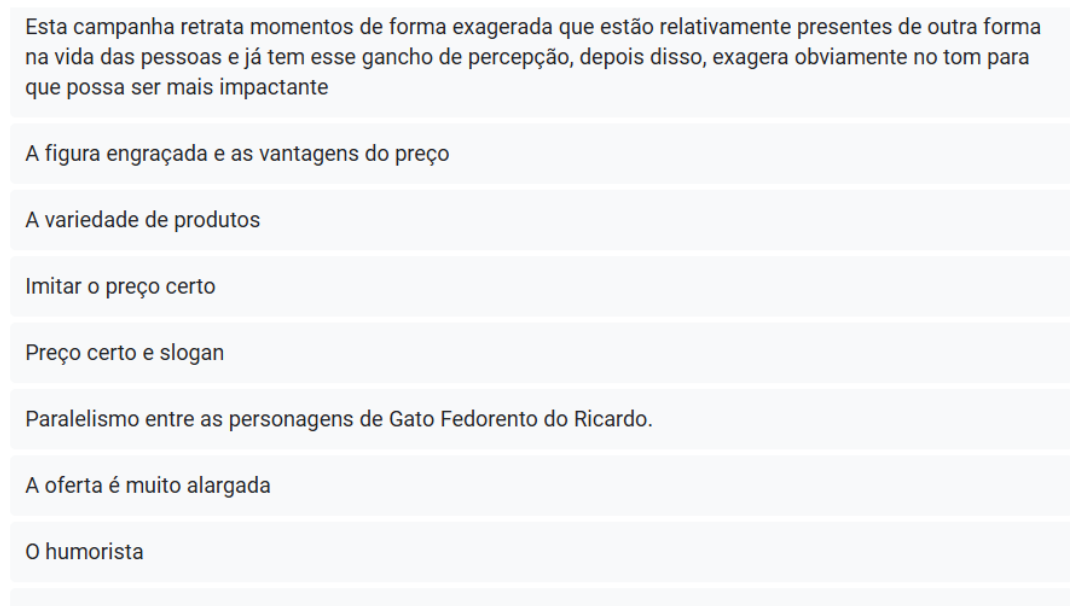 Esta campanha retrata momentos de forma exagerada que estão relativamente presentes de outra forma
na vida das pessoas e já tem esse gancho de percepção, depois disso, exagera obviamente no tom para
que possa ser mais impactante
A figura engraçada e as vantagens do preço
A variedade de produtos
Imitar o preço certo
Preço certo e slogan
Paralelismo entre as personagens de Gato Fedorento do Ricardo.
A oferta é muito alargada
O humorista